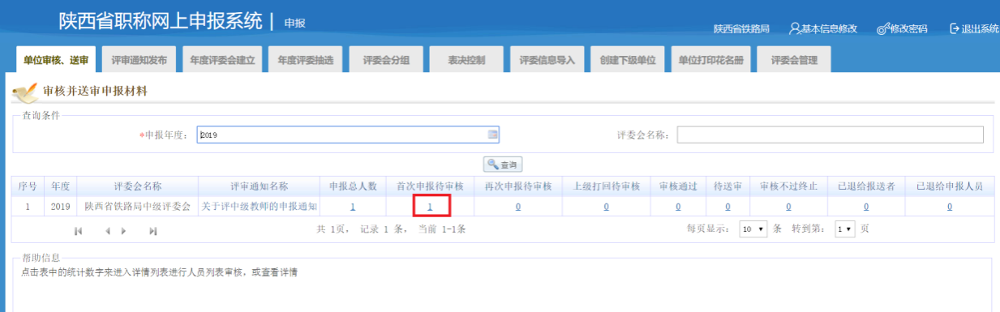 陕西省职称网上申报系统 | 申报
陕西省铁路局 基本信息修改 修改密码 退出系统
单位审核、送审 评审通知发布 年度评委会建立 年度评委抽选 评委会分组 表决控制 评委信息导入 创建下级单位 单位打印花名册 评委会管理
审核并送审申报材料
查询条件
*申报年度： 2019 评委会名称：
查询
序号 年度 评委会名称 评审通知名称 申报总人数 首次申报待审核 再次申报待审核 上级打回待审核 审核通过 待送审 审核不过终止 已退给报送者 已退给申报人员
1 2019 陕西省铁路局中级评委会 关于评中级教师的申报通知 1 1 0 0 0 0 0 0 0
共 1页， 记录 1 条， 当前 1-1条 每页显示： 10 条 转到第： 1 页
帮助信息
点击表中的统计数字来进入详情列表进行人员列表审核，或查看详情